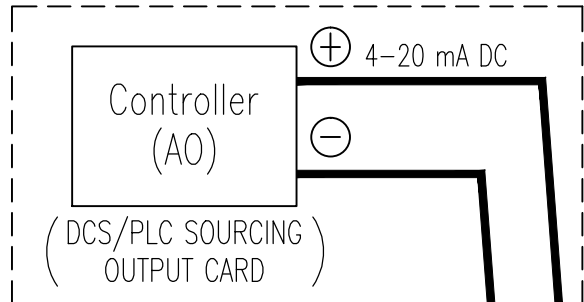 ⊕ 4-20 mA DC
Controller
(AO)
⊖
(DCS/PLC SOURCING
OUTPUT CARD)